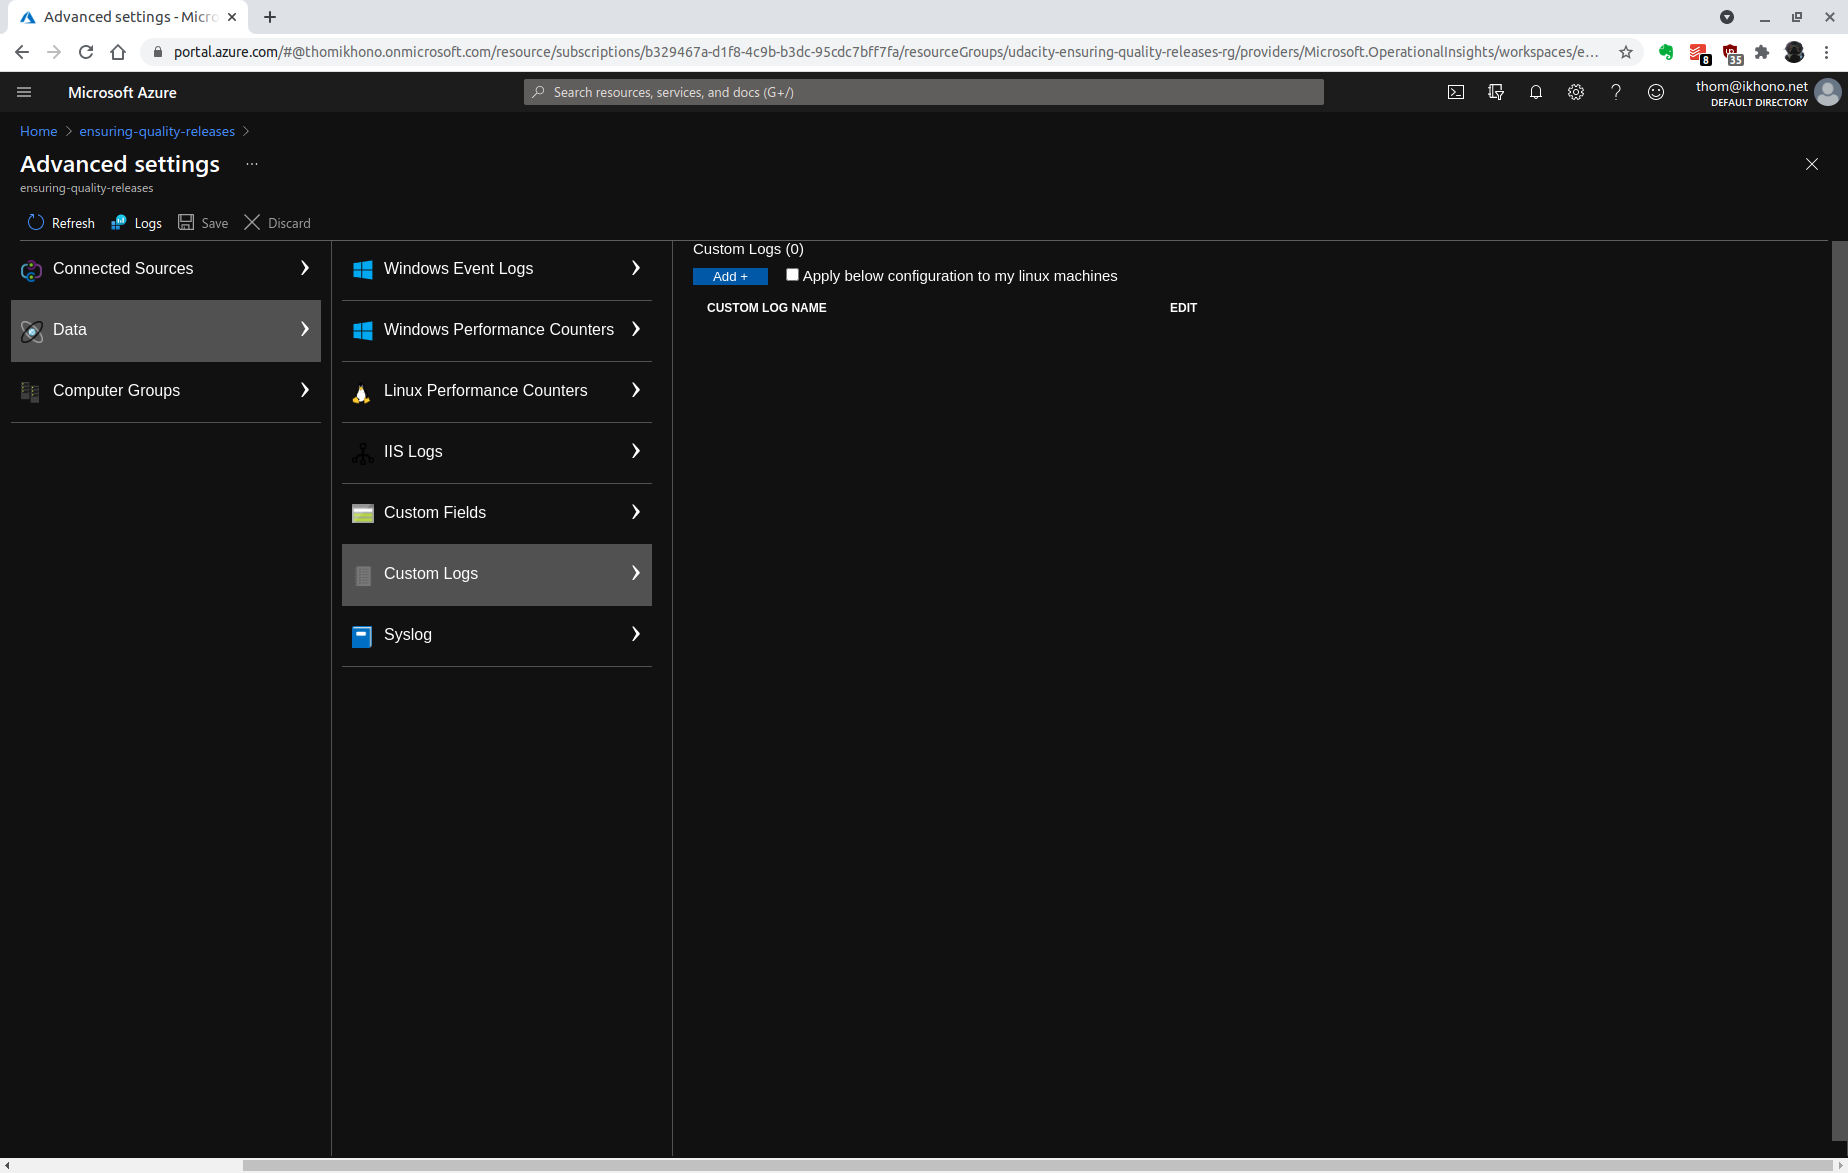 Advanced settings - Micro
portal.azure.com/#@thomikhono.onmicrosoft.com/resource/subscriptions/b329467a-d1f8-4c9b-b3dc-95cdc7bff7fa/resourceGroups/udacity-ensuring-quality-releases-rg/providers/Microsoft.OperationalInsights/workspaces/e...
8
35
Microsoft Azure
Search resources, services, and docs (G+/)
thom@ikhono.net
DEFAULT DIRECTORY
Home > ensuring-quality-releases >
Advanced settings ...
ensuring-quality-releases
Refresh Logs Save Discard
Connected Sources
Data
Computer Groups
Windows Event Logs
Windows Performance Counters
Linux Performance Counters
IIS Logs
Custom Fields
Custom Logs
Syslog
Custom Logs (0)
Add + Apply below configuration to my linux machines
CUSTOM LOG NAME EDIT